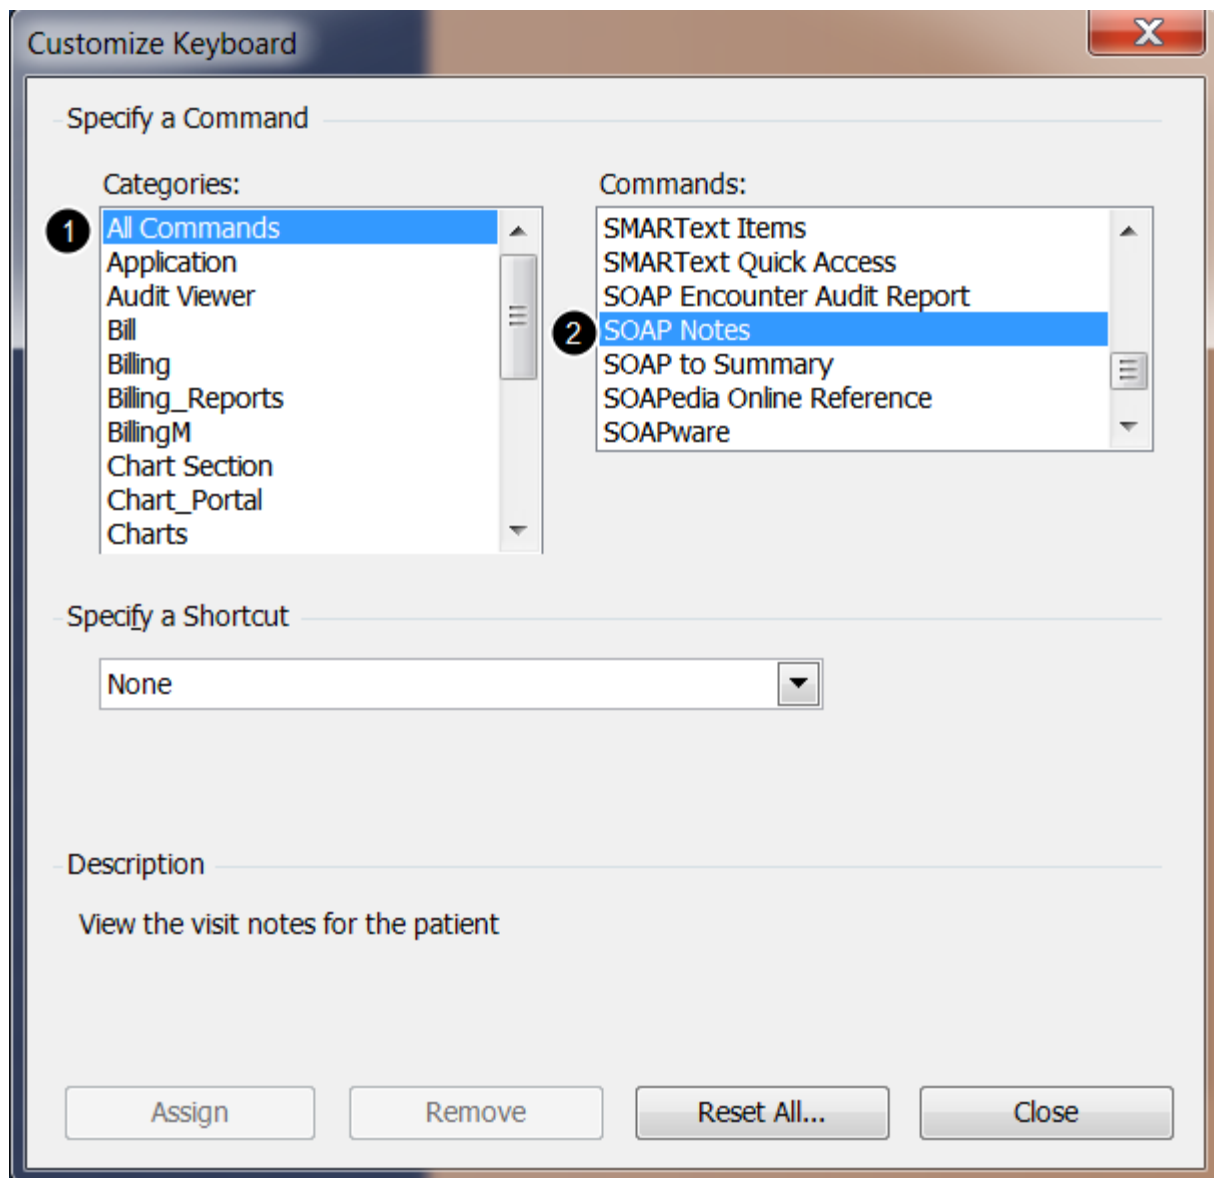 Customize Keyboard
X
Specify a Command
Categories:
1
All Commands
Application
Audit Viewer
Bill
Billing
Billing_Reports
BillingM
Chart Section
Chart_Portal
Charts
Commands:
SMARText Items
SMARText Quick Access
SOAP Encounter Audit Report
2
SOAP Notes
SOAP to Summary
SOAPedia Online Reference
SOAPware
Specify a Shortcut
None
Description
View the visit notes for the patient
Assign
Remove
Reset All...
Close